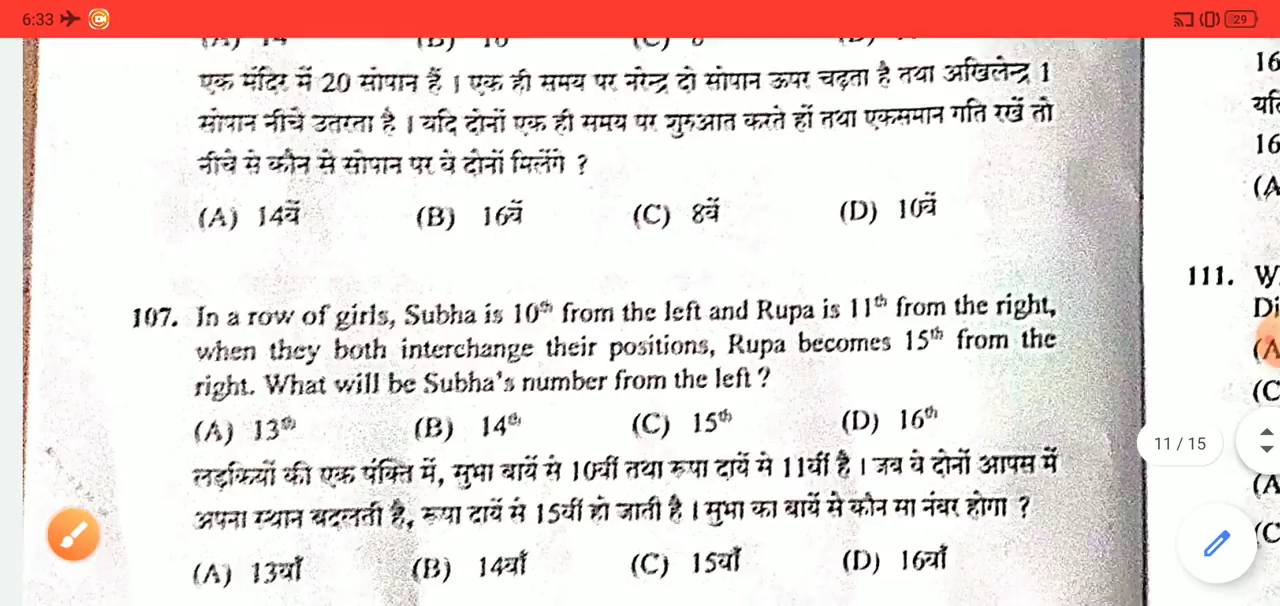 6:33
29
एक मंदिर में 20 सोपान हैं । एक ही समय पर नरेन्द्र दो सोपान ऊपर चढ़ता है तथा अखिलेन्द्र 1
सोपान नीचे उतरता है । यदि दोनों एक ही समय पर शुरुआत करते हों तथा एकसमान गति रखें तो
नीचे से कौन से सोपान पर वे दोनों मिलेंगे ?
(A) 14वें (B) 16वें (C) 8वें (D) 10वें
107. In a row of girls, Subha is 10th from the left and Rupa is 11th from the right,
when they both interchange their positions, Rupa becomes 15th from the
right. What will be Subha's number from the left ?
(A) 13th (B) 14th (C) 15th (D) 16th
लड़कियों की एक पंक्ति में, सुभा बायें से 10वीं तथा रूपा दायें से 11वीं है । जब वे दोनों आपस में
अपना स्थान बदलती हैं, रूपा दायें से 15वीं हो जाती है । सुभा का बायें से कौन सा नंबर होगा ?
(A) 13वाँ (B) 14वाँ (C) 15वाँ (D) 16वाँ
16
यदि
16
(A
111. W
Di
(A
(C
11 / 15
(A
(C